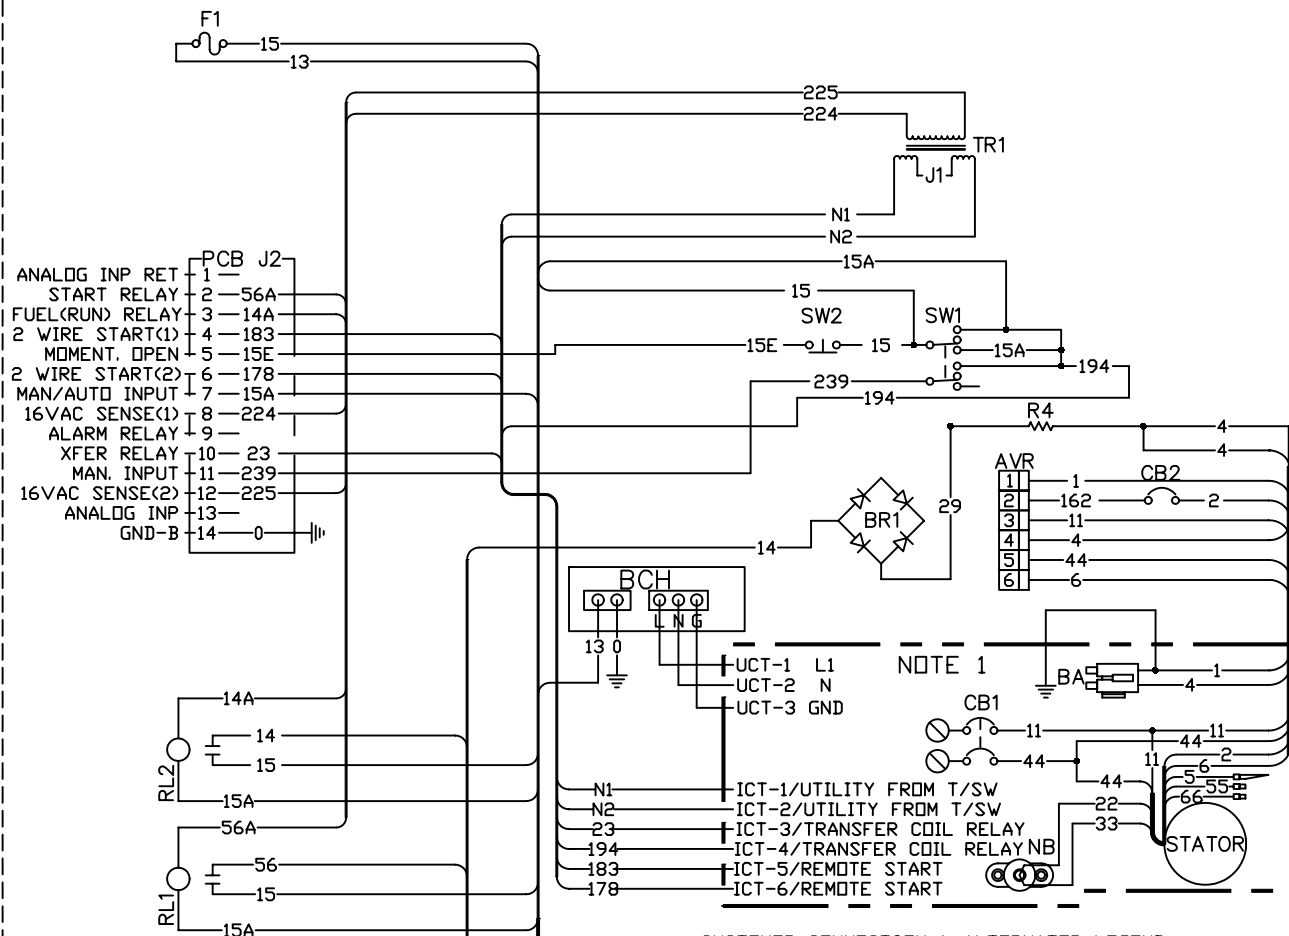 F1
15
13
225
224
TR1
J1
N1
N2
PCB J2
ANALOG INP RET 1
START RELAY 2 56A
FUEL(RUN) RELAY 3 14A
2 WIRE START(1) 4 183
MOMENT. OPEN 5 15E
2 WIRE START(2) 6 178
MAN/AUTO INPUT 7 15A
16VAC SENSE(1) 8 224
ALARM RELAY 9
XFER RELAY 10 23
MAN. INPUT 11 239
16VAC SENSE(2) 12 225
ANALOG INP 13
GND-B 14 0
15A
15
SW2
SW1
15E
15
15A
194
239
194
R4
4
4
AVR
1 1
CB2
2 162 2
3 11
4 4
5 44
6 6
29
BR1
14
BCH
L N G
13 0
UCT-1 L1
UCT-2 N
UCT-3 GND
NOTE 1
BA
1
4
CB1
11
11
44
44
11
44
2
6
5
55
66
22
33
STATOR
NB
14A
14
15
RL2
15A
56A
56
15
RL1
15A
N1 ICT-1/UTILITY FROM T/SW
N2 ICT-2/UTILITY FROM T/SW
23 ICT-3/TRANSFER COIL RELAY
194 ICT-4/TRANSFER COIL RELAY
183 ICT-5/REMOTE START
178 ICT-6/REMOTE START